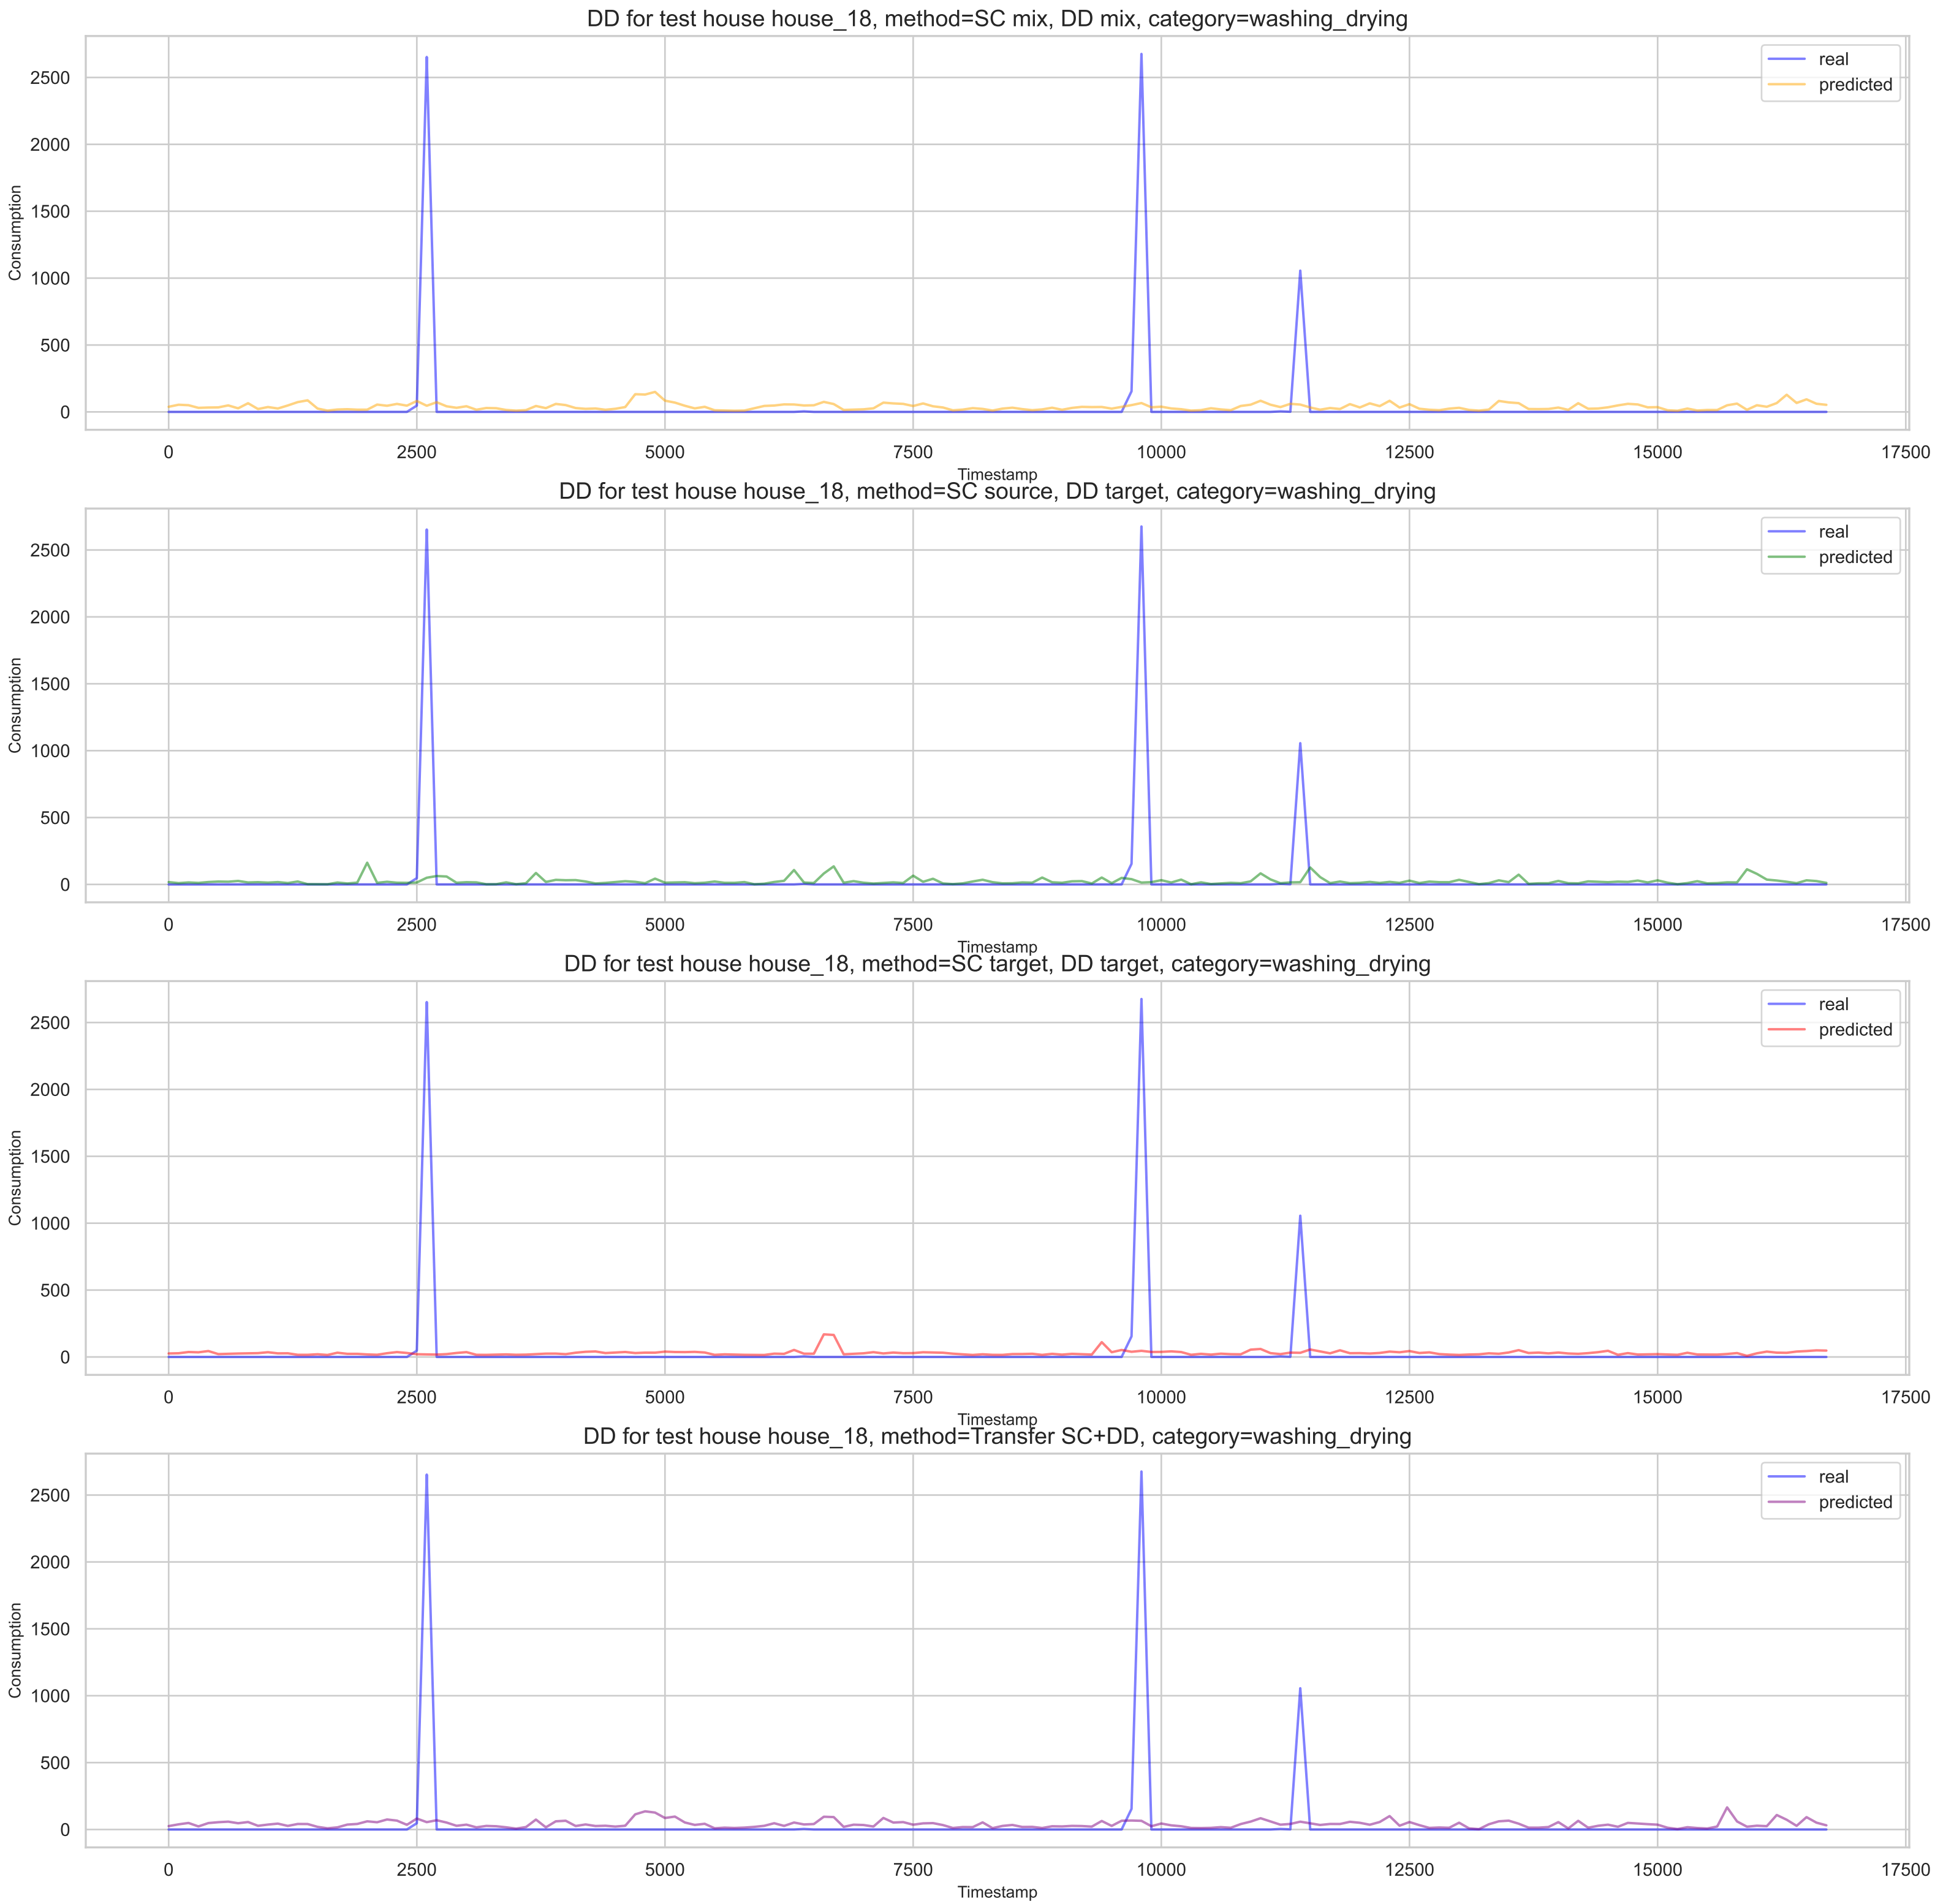 DD for test house house_18, method=SC mix, DD mix, category=washing_drying
real
predicted
2500
2000
1500
1000
500
0
Consumption
0 2500 5000 7500 10000 12500 15000 17500
Timestamp
DD for test house house_18, method=SC source, DD target, category=washing_drying
real
predicted
2500
2000
1500
1000
500
0
Consumption
0 2500 5000 7500 10000 12500 15000 17500
Timestamp
DD for test house house_18, method=SC target, DD target, category=washing_drying
real
predicted
2500
2000
1500
1000
500
0
Consumption
0 2500 5000 7500 10000 12500 15000 17500
Timestamp
DD for test house house_18, method=Transfer SC+DD, category=washing_drying
real
predicted
2500
2000
1500
1000
500
0
Consumption
0 2500 5000 7500 10000 12500 15000 17500
Timestamp